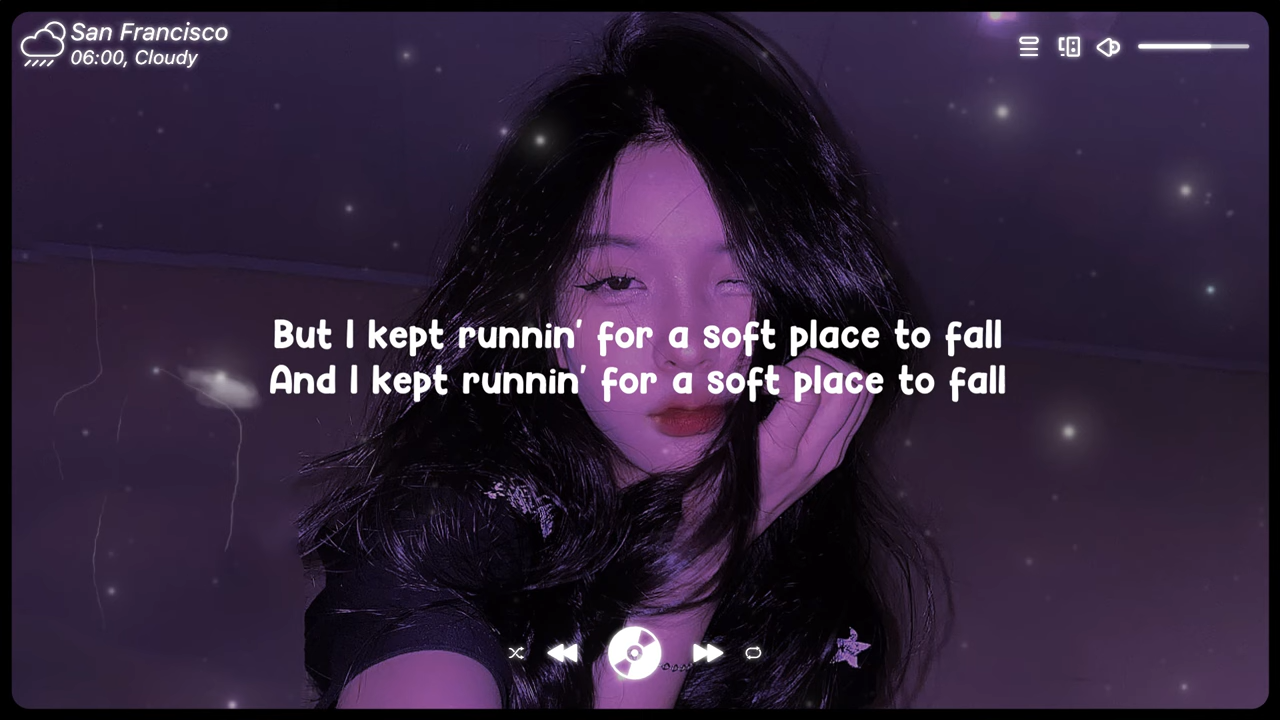 San Francisco
06:00, Cloudy
But I kept runnin' for a soft place to fall
And I kept runnin' for a soft place to fall